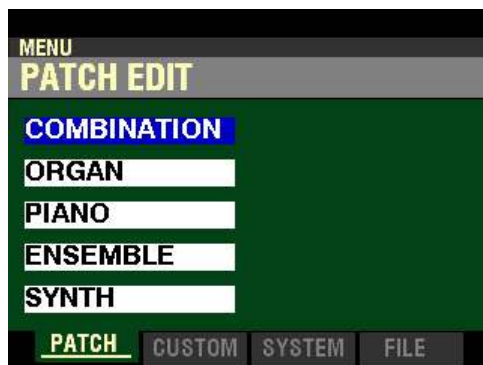 MENU
PATCH EDIT
COMBINATION
ORGAN
PIANO
ENSEMBLE
SYNTH
PATCH CUSTOM SYSTEM FILE